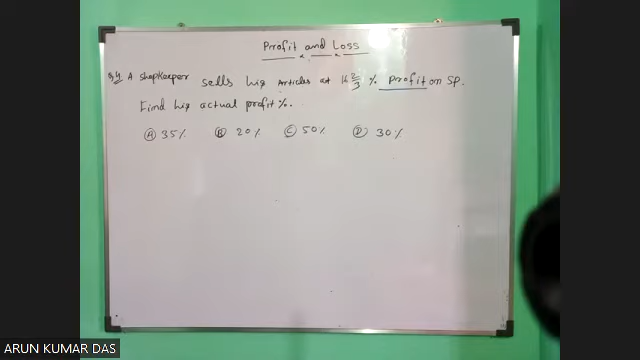 Profit and Loss
A shopkeeper sells his articles at 16 2/3 % Profit on SP.
Find his actual profit %.
(A) 35% (B) 20% (C) 50% (D) 30%
ARUN KUMAR DAS